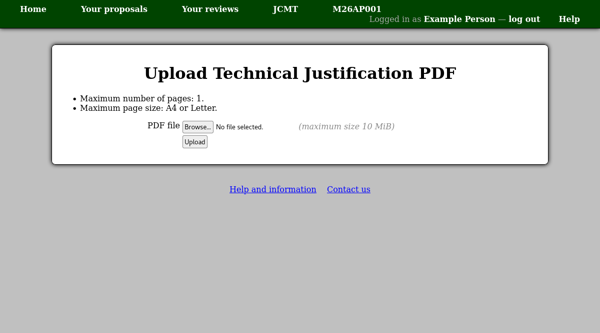 Home Your proposals Your reviews JCMT M26AP001
Logged in as Example Person — log out Help
Upload Technical Justification PDF
• Maximum number of pages: 1.
• Maximum page size: A4 or Letter.
PDF file Browse... No file selected. (maximum size 10 MiB)
Upload
Help and information Contact us